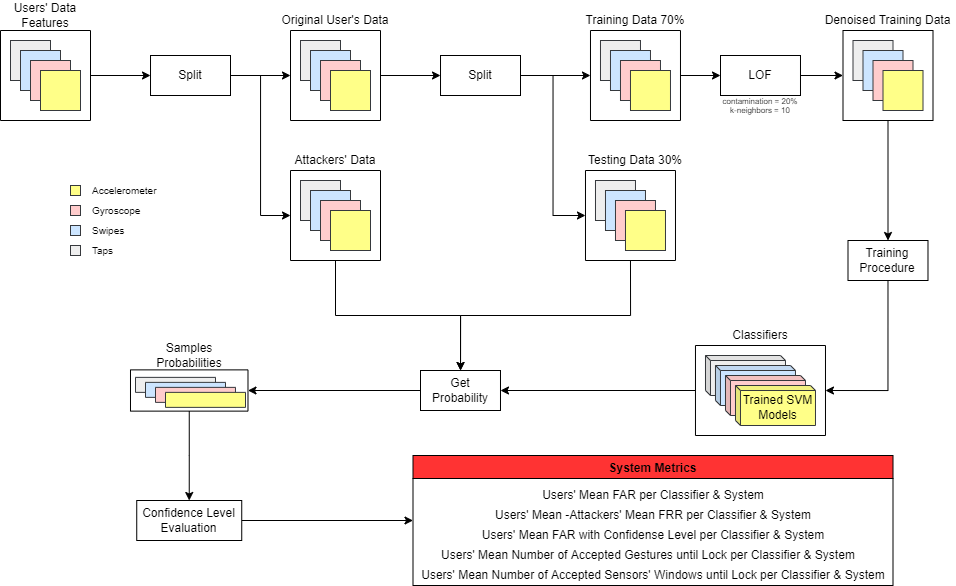 Users' Data
Features
Original User's Data
Training Data 70%
Denoised Training Data
Split
Split
LOF
contamination = 20%
k-neighbors = 10
Attackers' Data
Testing Data 30%
Accelerometer
Gyroscope
Swipes
Taps
Training
Procedure
Classifiers
Trained SVM
Models
Samples
Probabilities
Get
Probability
Confidence Level
Evaluation
System Metrics
Users' Mean FAR per Classifier & System
Users' Mean -Attackers' Mean FRR per Classifier & System
Users' Mean FAR with Confidense Level per Classifier & System
Users' Mean Number of Accepted Gestures until Lock per Classifier & System
Users' Mean Number of Accepted Sensors' Windows until Lock per Classifier & System